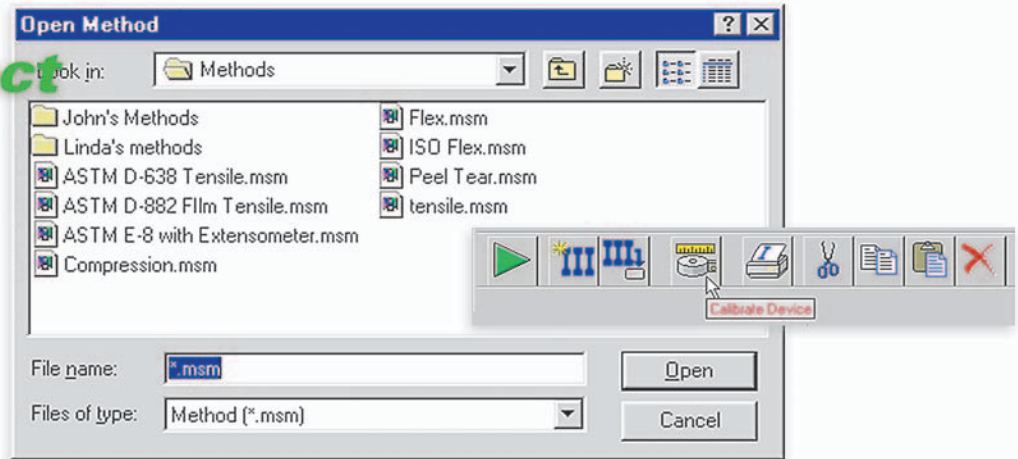 Open Method
ct
ook in:
Methods
John's Methods
Linda's methods
ASTM D-638 Tensile.msm
ASTM D-882 FIlm Tensile.msm
ASTM E-8 with Extensometer.msm
Compression.msm
Flex.msm
ISO Flex.msm
Peel Tear.msm
tensile.msm
Calibrate Device
File name:
*.msm
Open
Files of type:
Method (*.msm)
Cancel